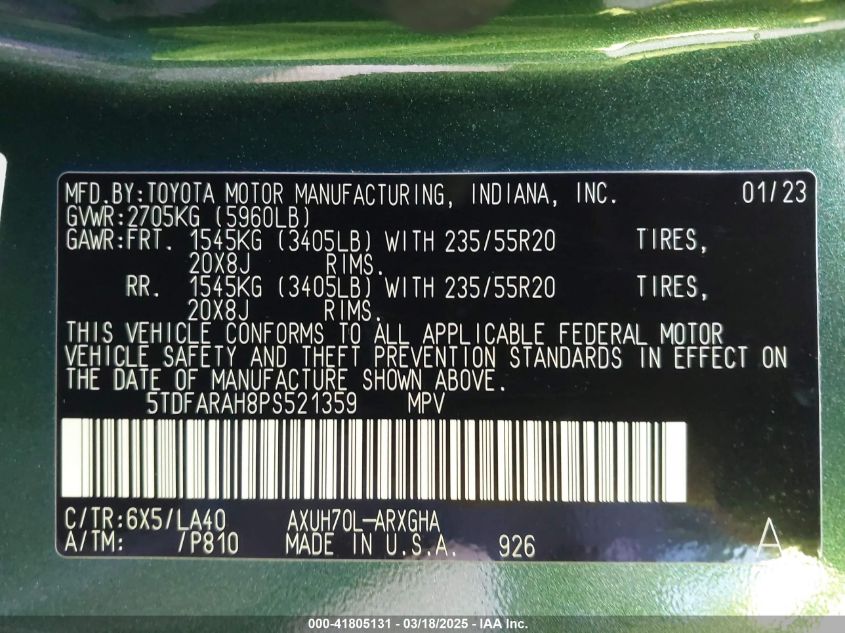 MFD.BY:TOYOTA MOTOR MANUFACTURING, INDIANA, INC. 01/23
GVWR:2705KG (5960LB)
GAWR:FRT. 1545KG (3405LB) WITH 235/55R20 TIRES,
20X8J RIMS.
RR. 1545KG (3405LB) WITH 235/55R20 TIRES,
20X8J RIMS.
THIS VEHICLE CONFORMS TO ALL APPLICABLE FEDERAL MOTOR
VEHICLE SAFETY AND THEFT PREVENTION STANDARDS IN EFFECT ON
THE DATE OF MANUFACTURE SHOWN ABOVE.
5TDFARAH8PS521359 MPV
C/TR:6X5/LA40 AXUH70L-ARXGHA
A/TM: /P810 MADE IN U.S.A. 926 A
000-41805131 - 03/18/2025 - IAA Inc.